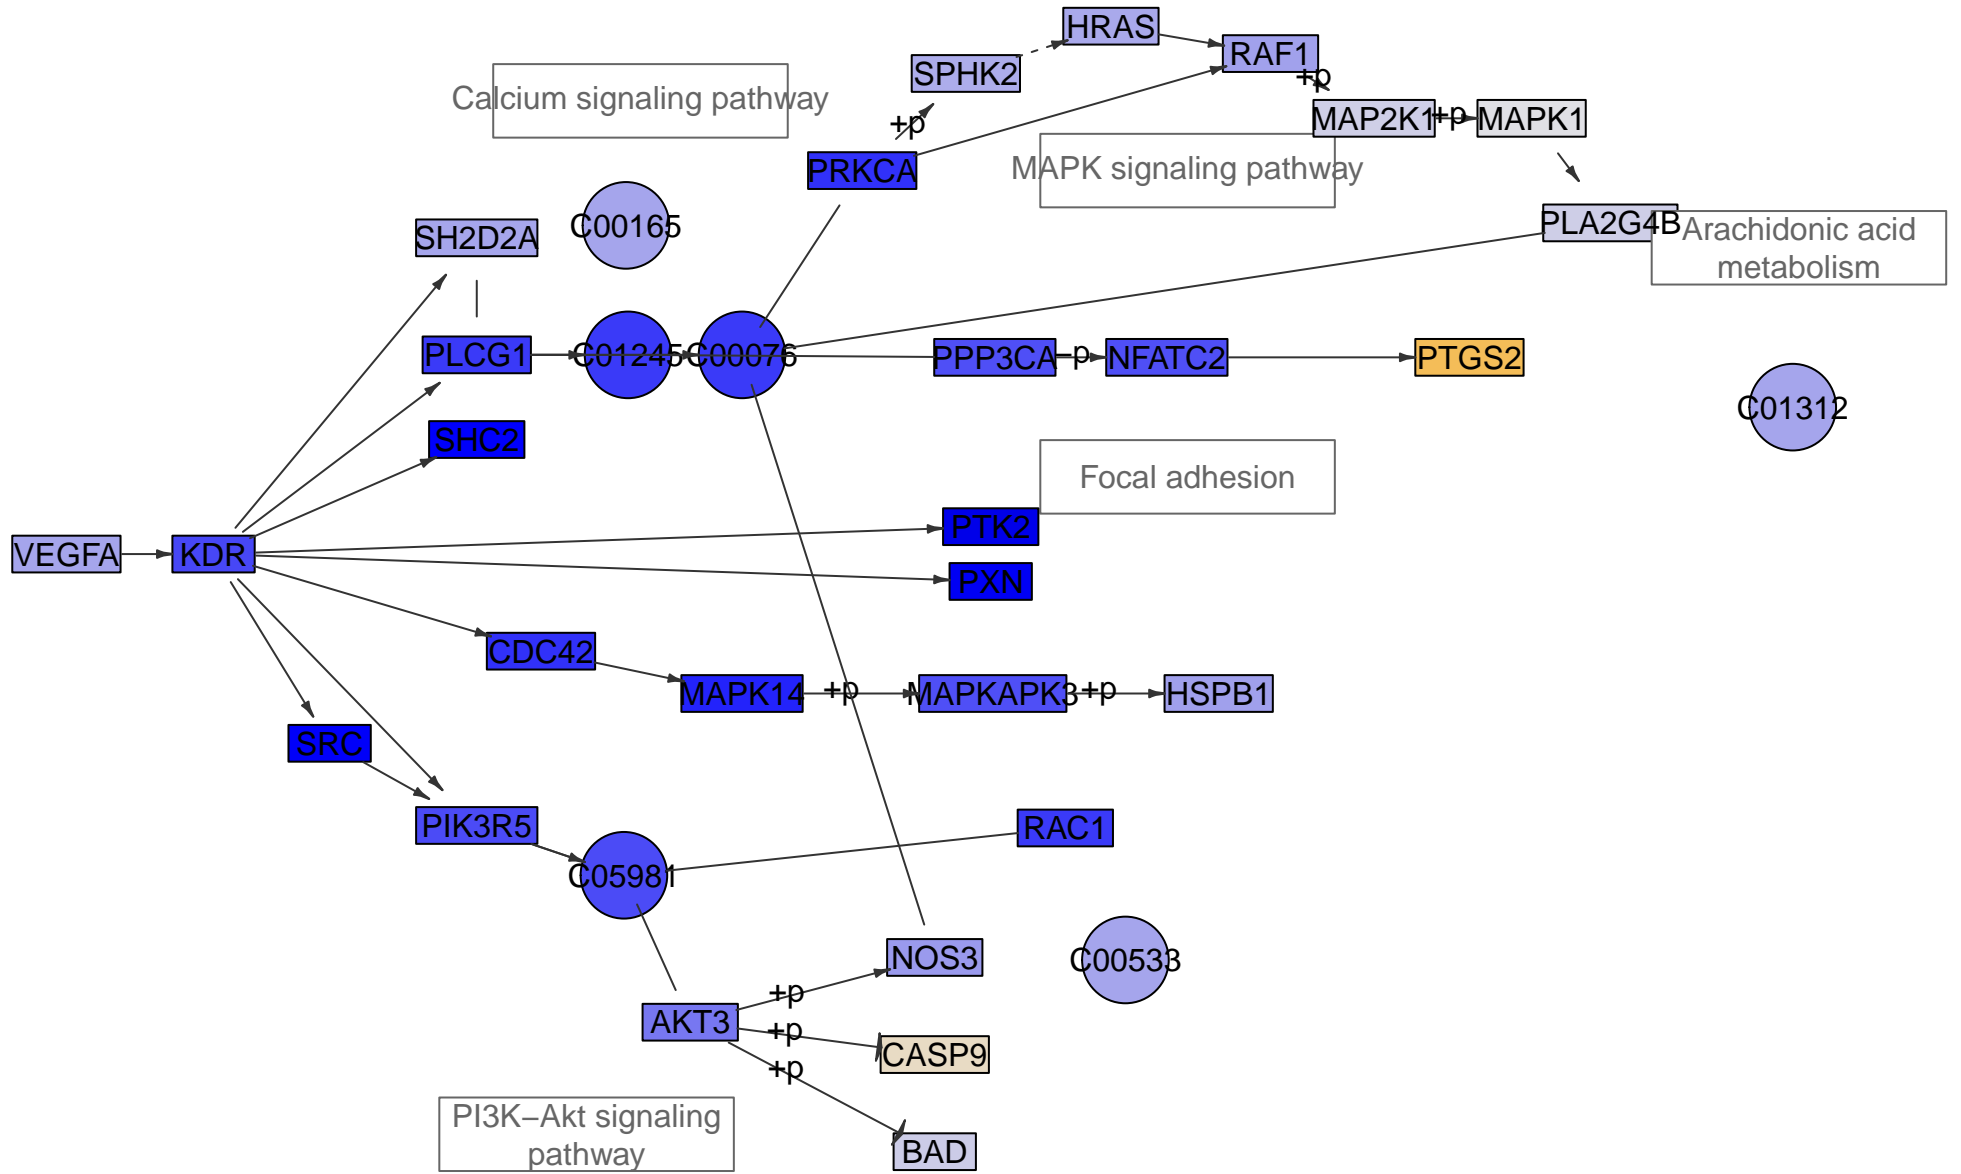 HRAS
RAF1
+p
SPHK2
Calcium signaling pathway
+p
MAP2K1
+p
MAPK1
PRKCA
MAPK signaling pathway
C00165
SH2D2A
PLA2G4B
Arachidonic acid
metabolism
PLCG1
C01245
C00076
PPP3CA
–p
NFATC2
PTGS2
C01312
SHC2
Focal adhesion
PTK2
VEGFA
KDR
PXN
CDC42
MAPK14
+p
MAPKAPK3
+p
HSPB1
SRC
PIK3R5
RAC1
C05981
NOS3
C00533
+p
AKT3
+p
CASP9
+p
PI3K–Akt signaling
pathway
BAD